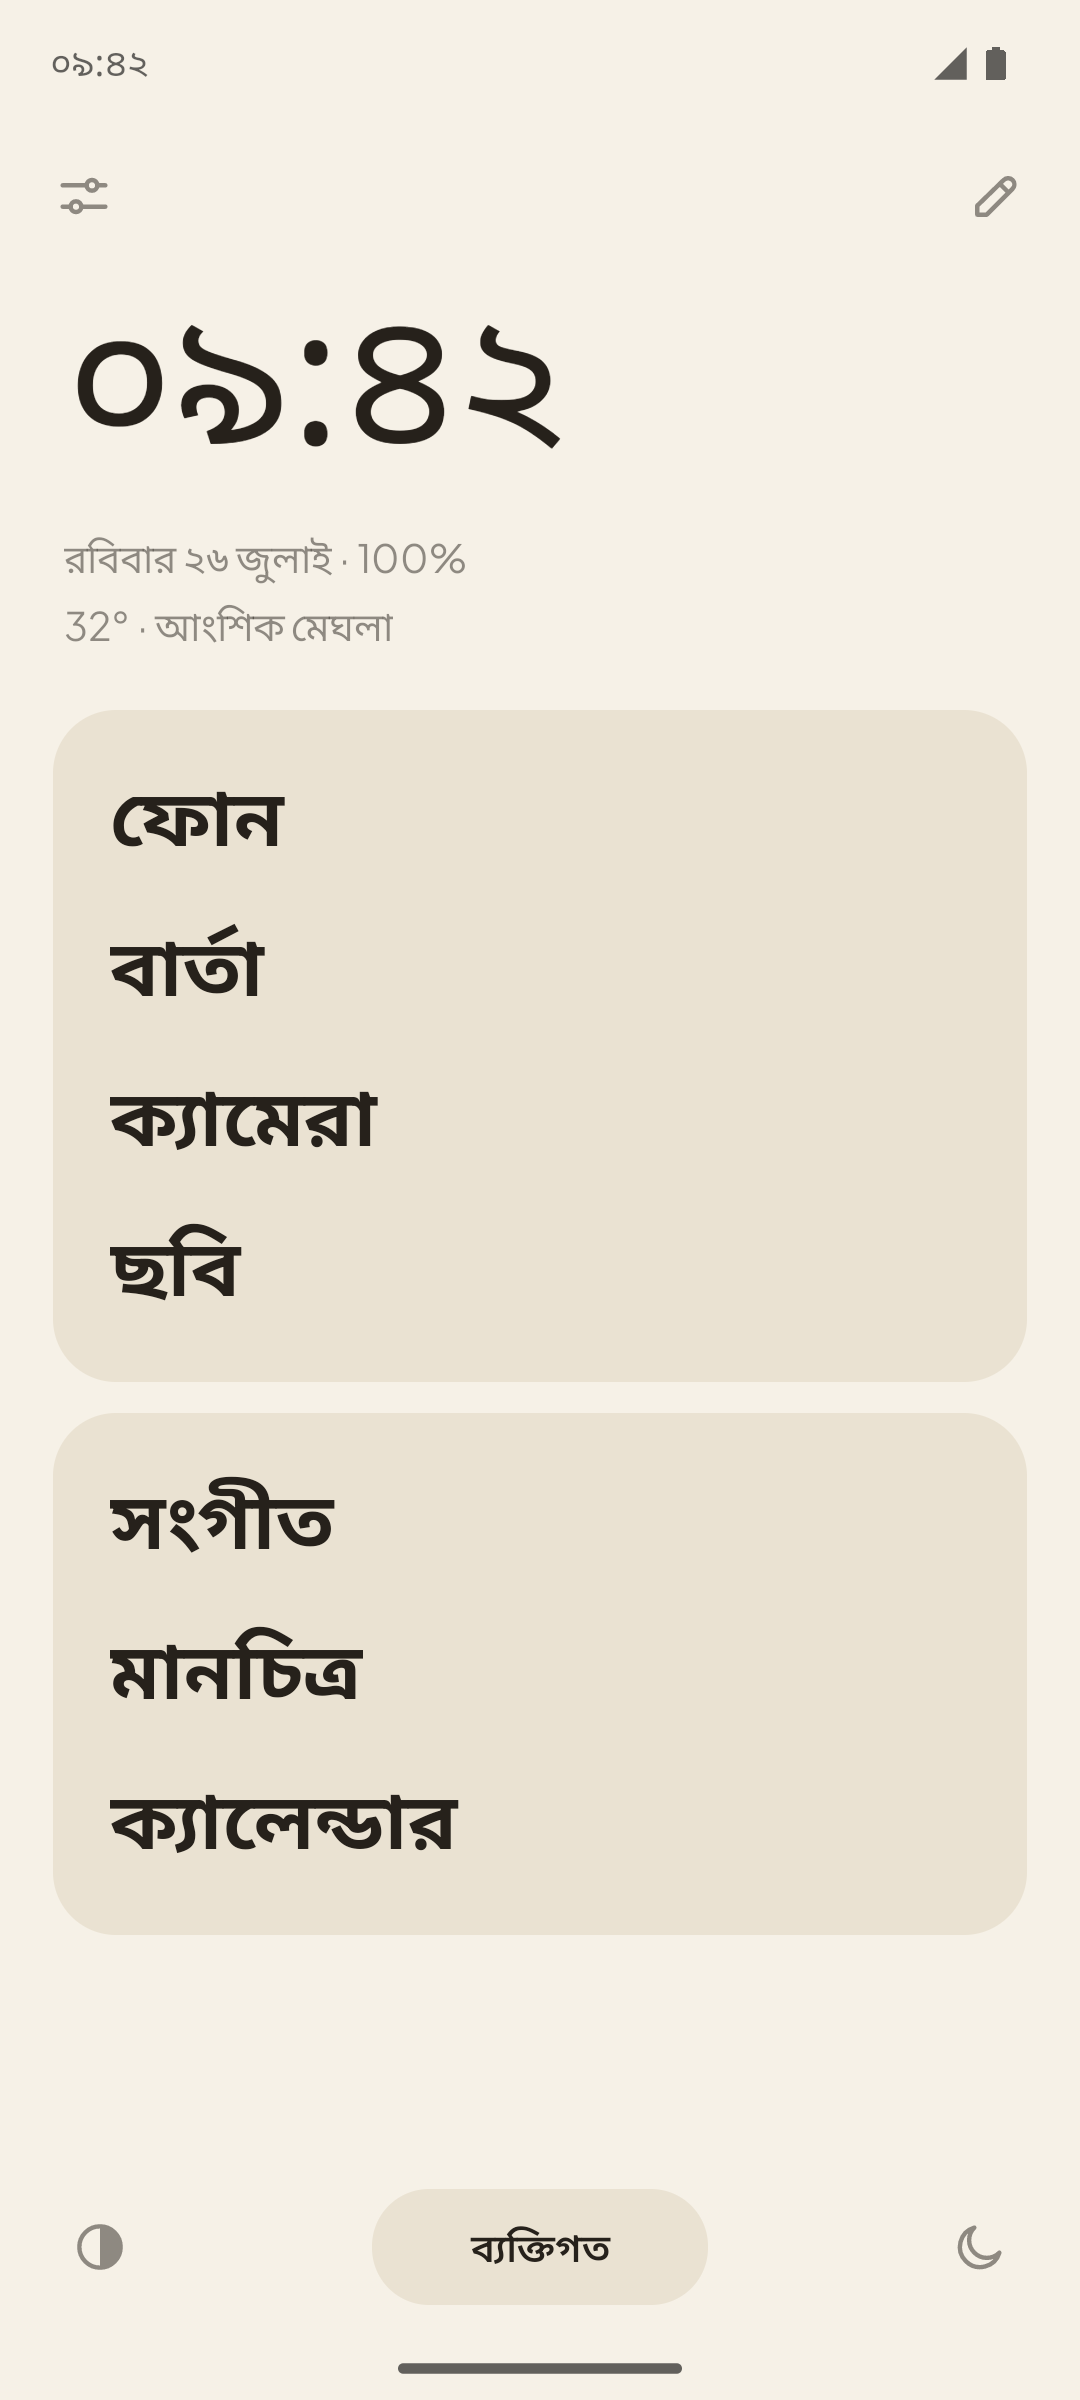 ০৯:৪২
০৯:৪২
রবিবার ২৬ জুলাই · 100%
32° · আংশিক মেঘলা
ফোন
বার্তা
ক্যামেরা
ছবি
সংগীত
মানচিত্র
ক্যালেন্ডার
ব্যক্তিগত